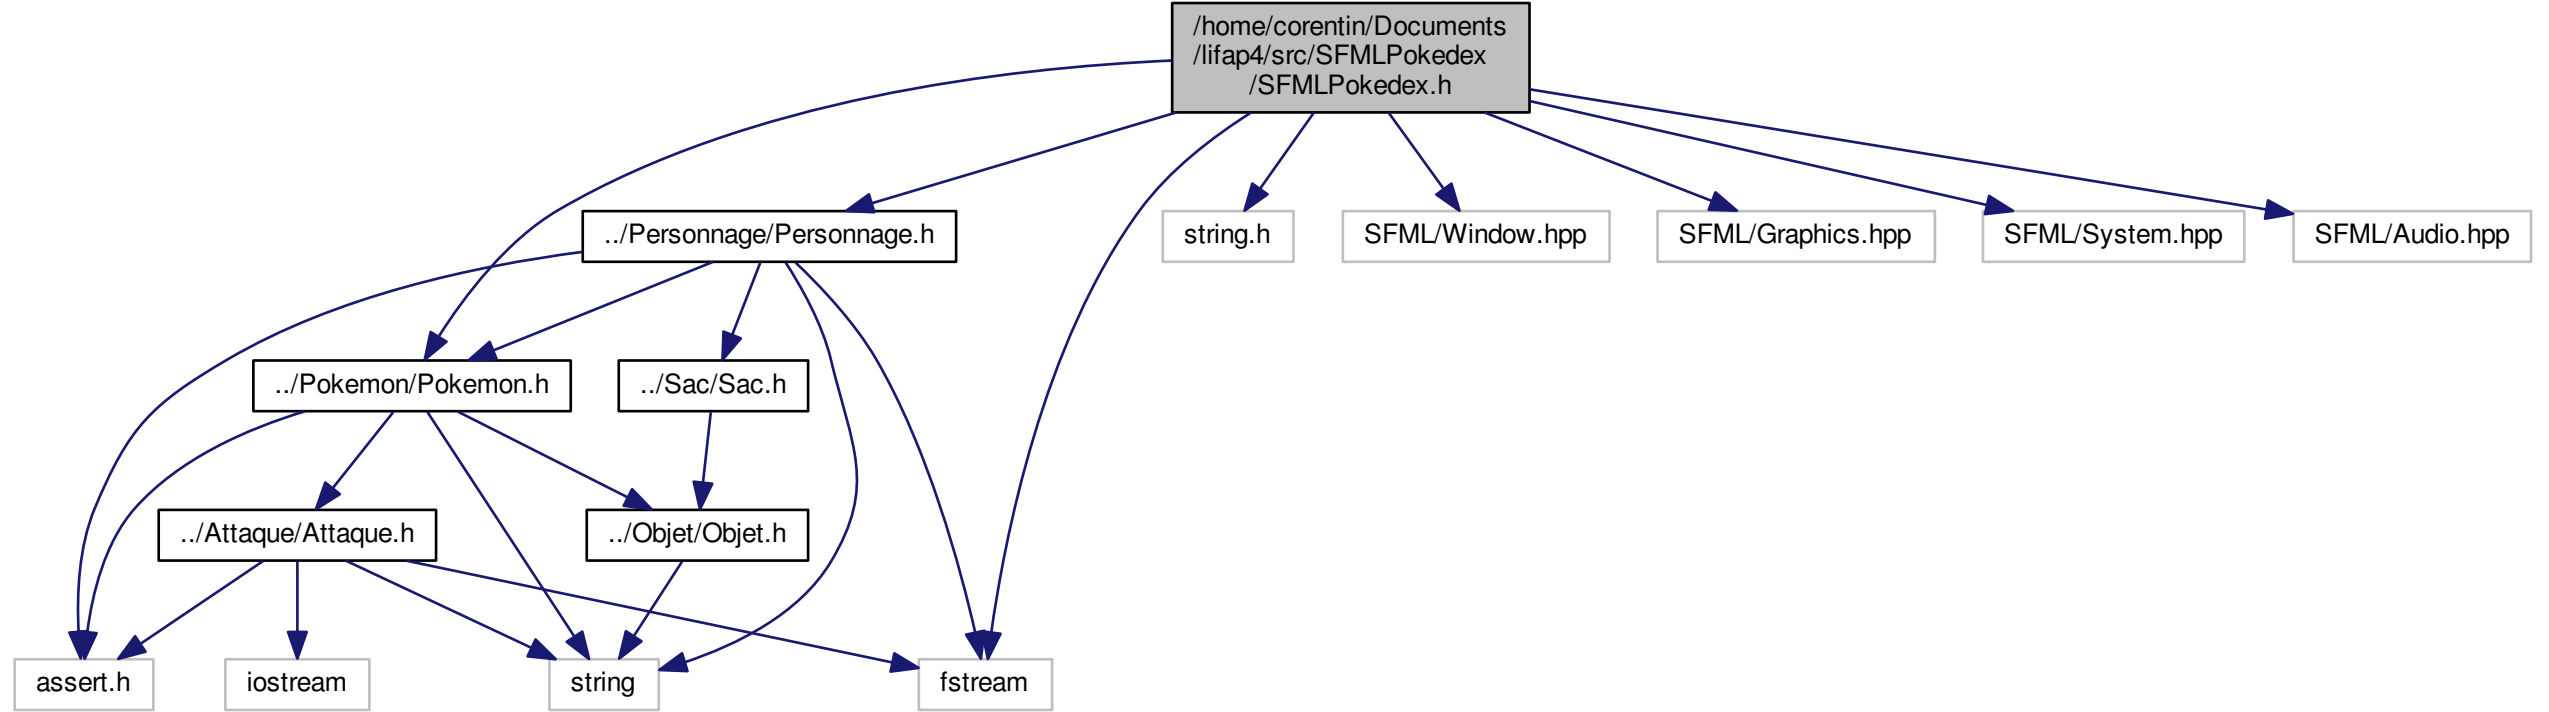 /home/corentin/Documents
/lifap4/src/SFMLPokedex
/SFMLPokedex.h
../Personnage/Personnage.h
string.h
SFML/Window.hpp
SFML/Graphics.hpp
SFML/System.hpp
SFML/Audio.hpp
../Pokemon/Pokemon.h
../Sac/Sac.h
../Attaque/Attaque.h
../Objet/Objet.h
assert.h
iostream
string
fstream